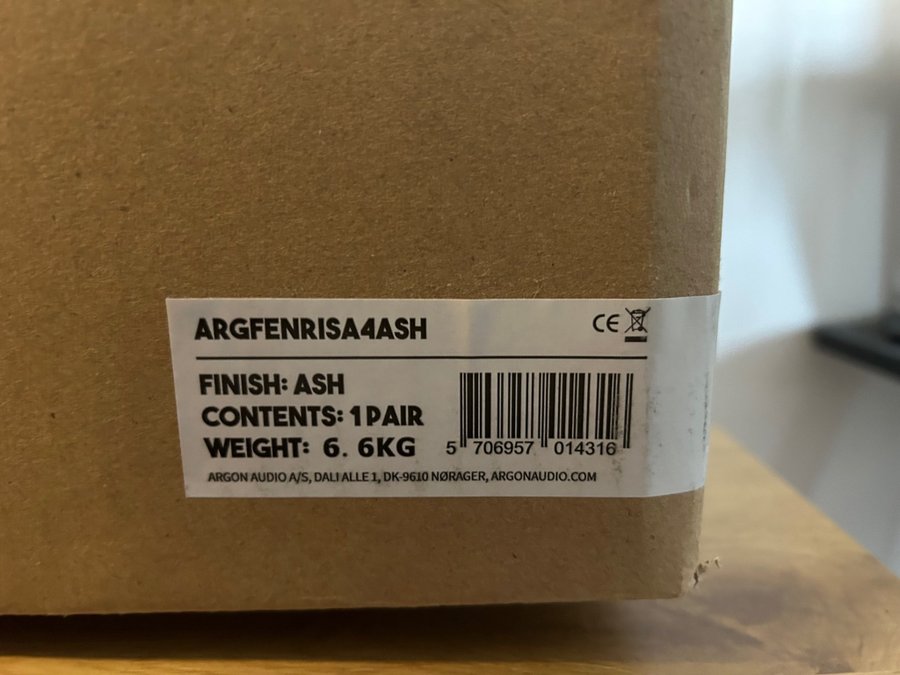 ARGFENRISA4ASH
CE
FINISH: ASH
CONTENTS: 1 PAIR
WEIGHT: 6. 6KG
5 706957 014316
ARGON AUDIO A/S, DALI ALLE 1, DK-9610 NØRAGER, ARGONAUDIO.COM